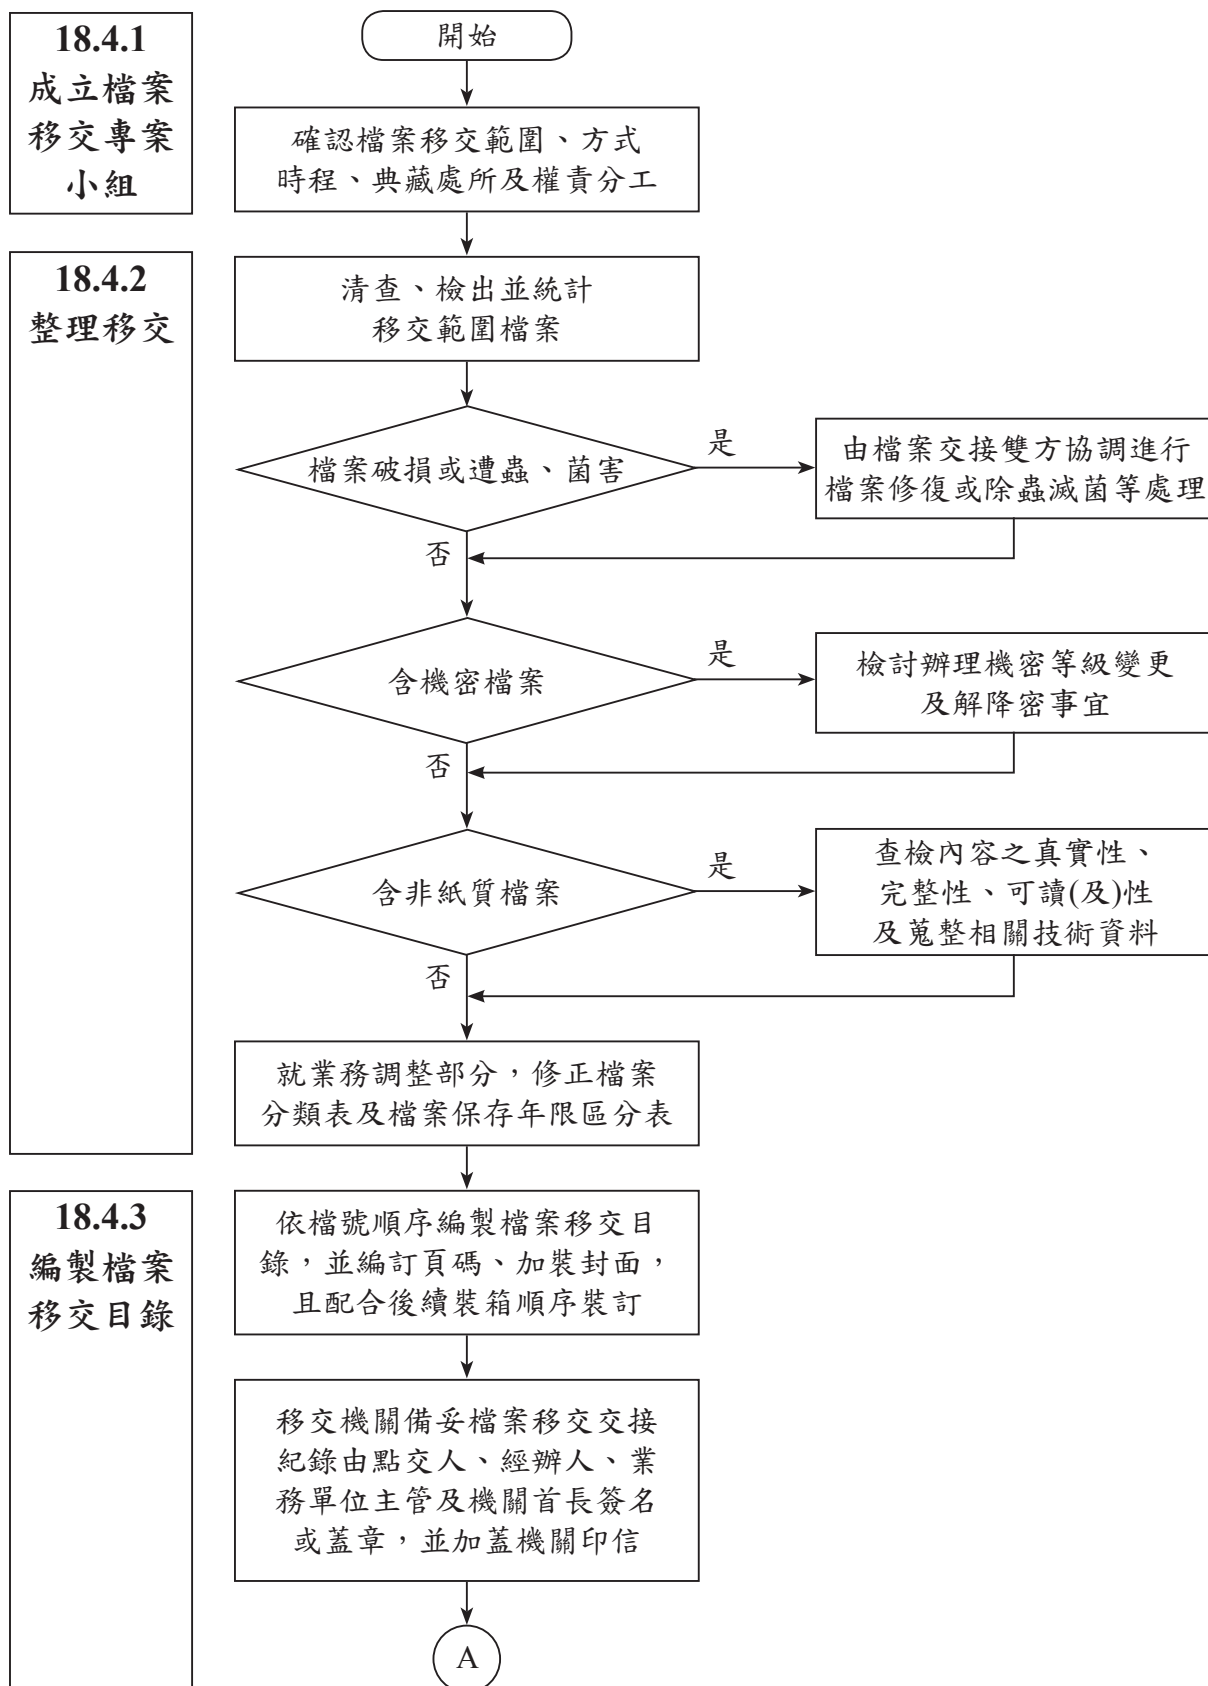 18.4.1
成立檔案
移交專案
小組
開始
確認檔案移交範圍、方式
時程、典藏處所及權責分工
18.4.2
整理移交
清查、檢出並統計
移交範圍檔案
檔案破損或遭蟲、菌害
是
由檔案交接雙方協調進行
檔案修復或除蟲滅菌等處理
否
含機密檔案
是
檢討辦理機密等級變更
及解降密事宜
否
含非紙質檔案
是
查檢內容之真實性、
完整性、可讀(及)性
及蒐整相關技術資料
否
就業務調整部分，修正檔案
分類表及檔案保存年限區分表
18.4.3
編製檔案
移交目錄
依檔號順序編製檔案移交目
錄，並編訂頁碼、加裝封面，
且配合後續裝箱順序裝訂
移交機關備妥檔案移交交接
紀錄由點交人、經辦人、業
務單位主管及機關首長簽名
或蓋章，並加蓋機關印信
A